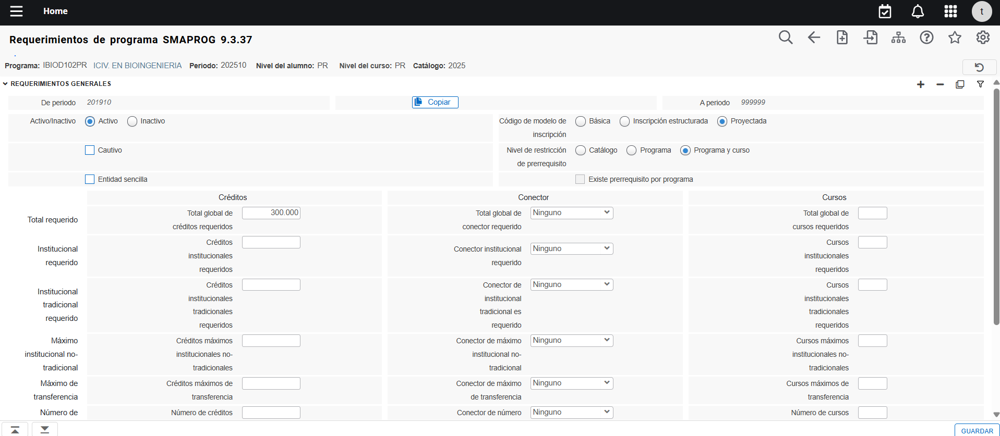 Home
t
Requerimientos de programa SMAPROG 9.3.37
Programa: IBIOD102PR ICIV. EN BIOINGENIERIA Periodo: 202510 Nivel del alumno: PR Nivel del curso: PR Catálogo: 2025
REQUERIMIENTOS GENERALES
De periodo 201910 Copiar A periodo 999999
Activo/Inactivo Activo Inactivo Código de modelo de Básica Inscripción estructurada Proyectada
inscripción
Cautivo Nivel de restricción Catálogo Programa Programa y curso
de prerrequisito
Entidad sencilla Existe prerrequisito por programa
Créditos Conector Cursos
Total requerido
Total global de 300.000 Total global de Ninguno Total global de
créditos requeridos conector requerido cursos requeridos
Institucional
requerido
Créditos
institucionales
requeridos
Conector institucional Ninguno
requerido
Cursos
institucionales
requeridos
Institucional
tradicional
requerido
Créditos
institucionales
tradicionales
requeridos
Conector de Ninguno
institucional
tradicional es
requerido
Cursos
institucionales
tradicionales
requeridos
Máximo
institucional no-
tradicional
Créditos máximos
institucionales no-
tradicionales
Conector de máximo Ninguno
institucional no-
tradicional
Cursos máximos
institucionales no-
tradicionales
Máximo de
transferencia
Créditos máximos de
transferencia
Conector de máximo Ninguno
de transferencia
Cursos máximos de
transferencia
Número de Número de créditos Conector de número Ninguno Número de cursos
GUARDAR